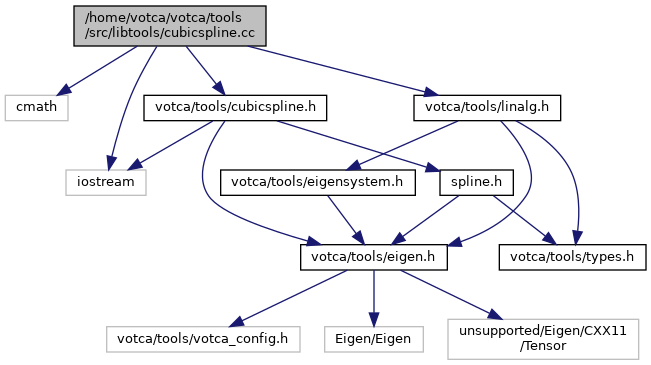 /home/votca/votca/tools
/src/libtools/cubicspline.cc
cmath
votca/tools/cubicspline.h
votca/tools/linalg.h
iostream
votca/tools/eigensystem.h
spline.h
votca/tools/eigen.h
votca/tools/types.h
votca/tools/votca_config.h
Eigen/Eigen
unsupported/Eigen/CXX11
/Tensor